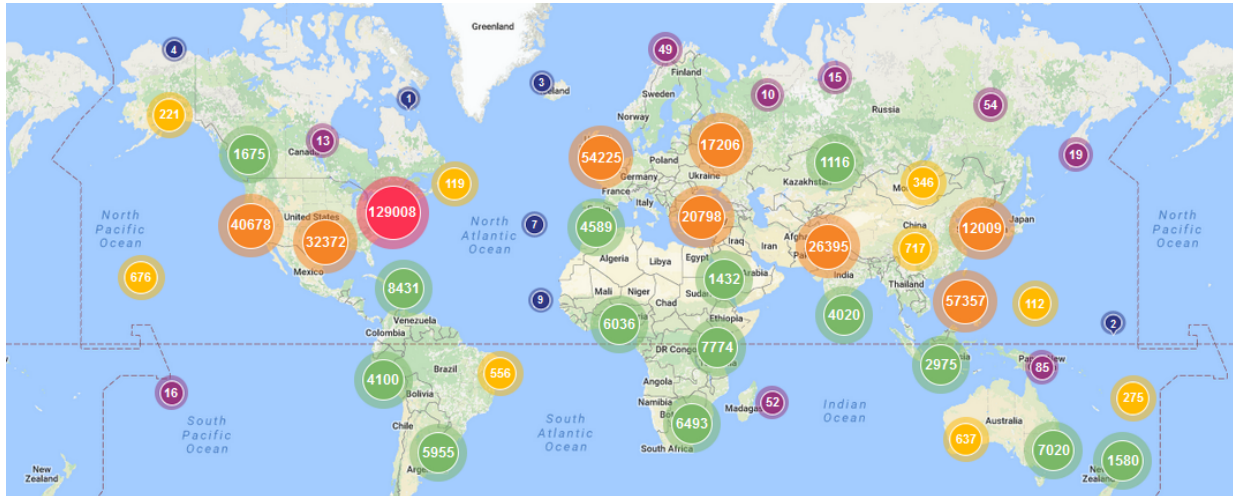 Greenland
4
49
3
Finland
15
10
Sweden
Russia
54
1
221
Norway
13
Canada
1675
54225
17206
1116
19
Poland
Germany
Ukraine
Kazakhstan
119
346
France
Italy
129008
North
Pacific
Ocean
40678
United States
32372
North
Atlantic
Ocean
7
4589
20798
Iraq
Iran
26395
China
717
12009
Japan
North
Pacific
Ocean
Mexico
Algeria
Libya
Egypt
676
8431
1432
India
Thailand
Mali
Niger
Chad
Sudan
9
4020
57357
112
2
Venezuela
6036
Ethiopia
Colombia
DR Congo
7774
2975
85
4100
Brazil
556
Bolivia
Angola
16
52
275
South
Pacific
Ocean
South
Atlantic
Ocean
Namibia
Indian
Ocean
Australia
Chile
6493
637
7020
South Africa
5955
1580
New
Zealand